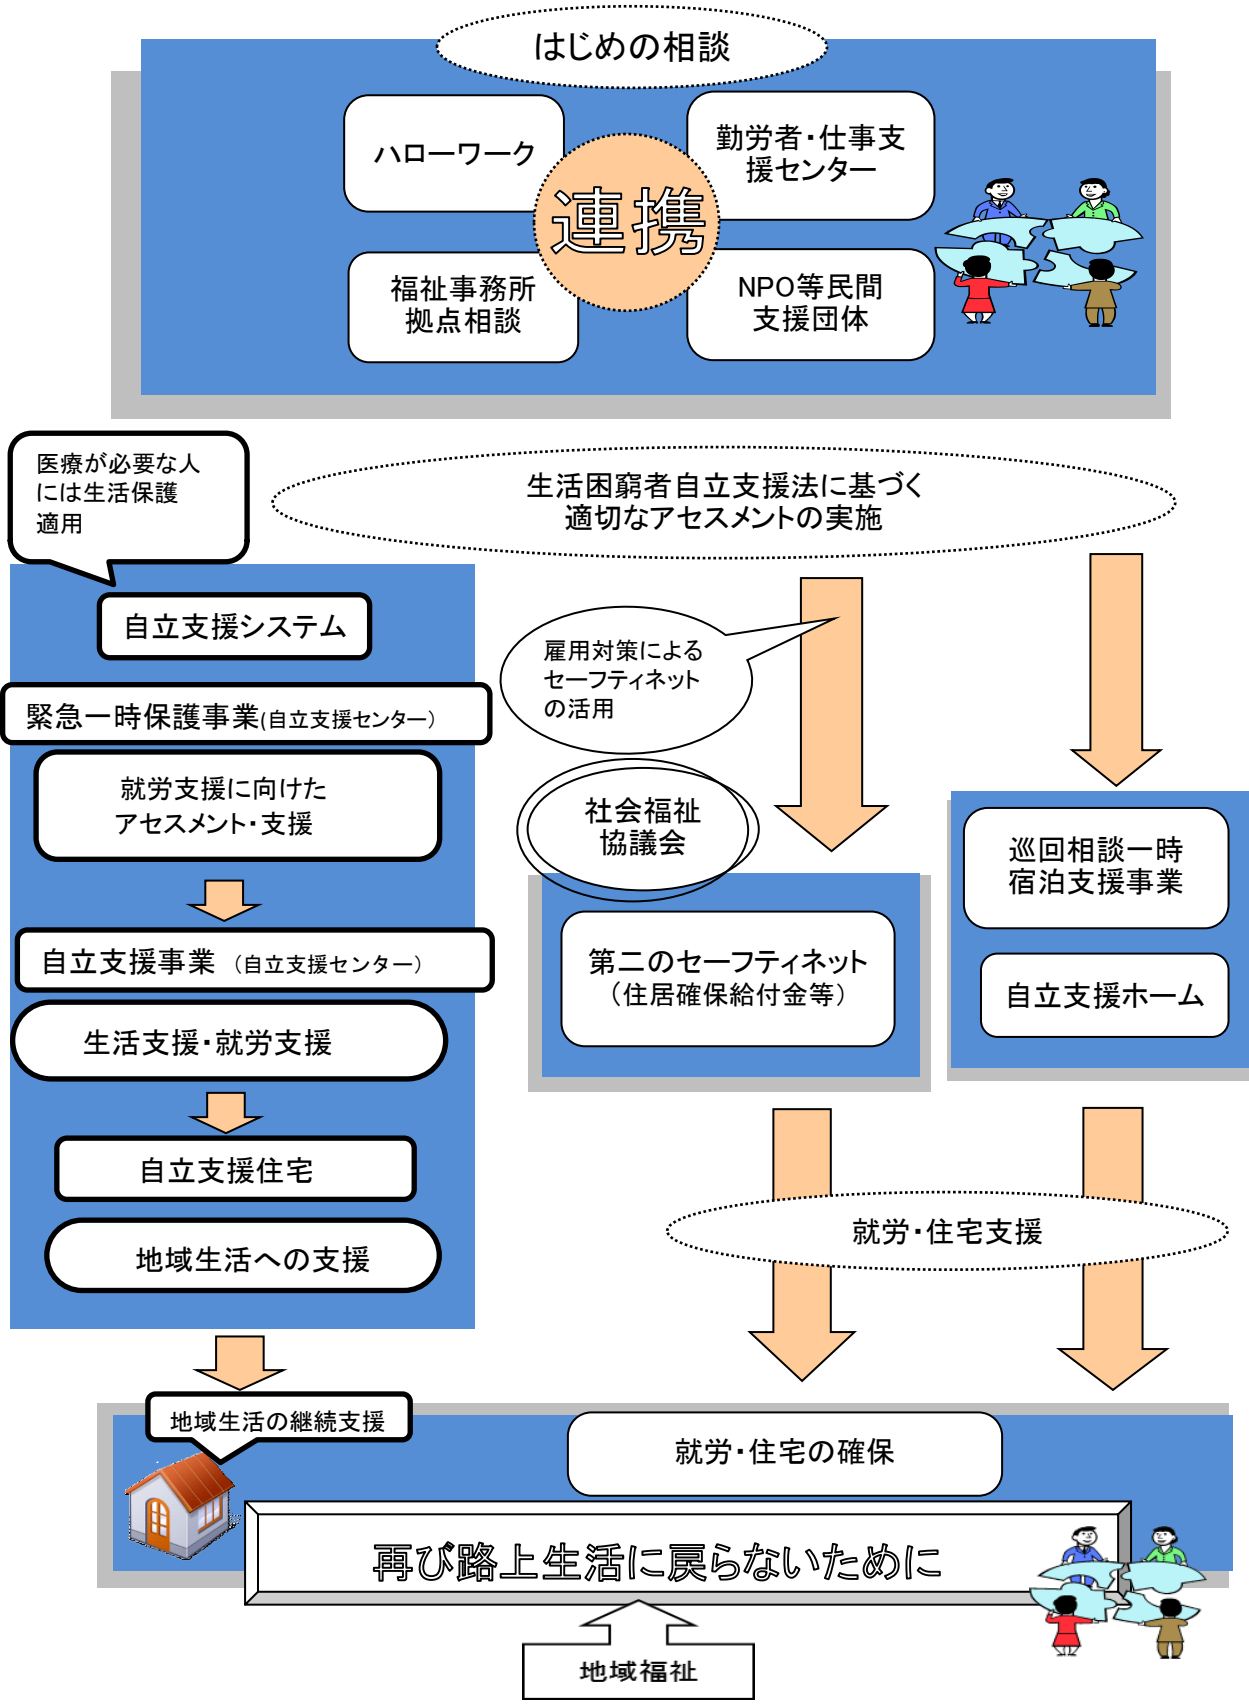 はじめの相談
ハローワーク
勤労者・仕事支
援センター
連携
福祉事務所
拠点相談
NPO等民間
支援団体
医療が必要な人
には生活保護
適用
生活困窮者自立支援法に基づく
適切なアセスメントの実施
自立支援システム
緊急一時保護事業(自立支援センター）
就労支援に向けた
アセスメント・支援
自立支援事業 （自立支援センター）
生活支援・就労支援
自立支援住宅
地域生活への支援
雇用対策による
セーフティネット
の活用
社会福祉
協議会
第二のセーフティネット
（住居確保給付金等）
巡回相談一時
宿泊支援事業
自立支援ホーム
就労・住宅支援
地域生活の継続支援
就労・住宅の確保
再び路上生活に戻らないために
地域福祉